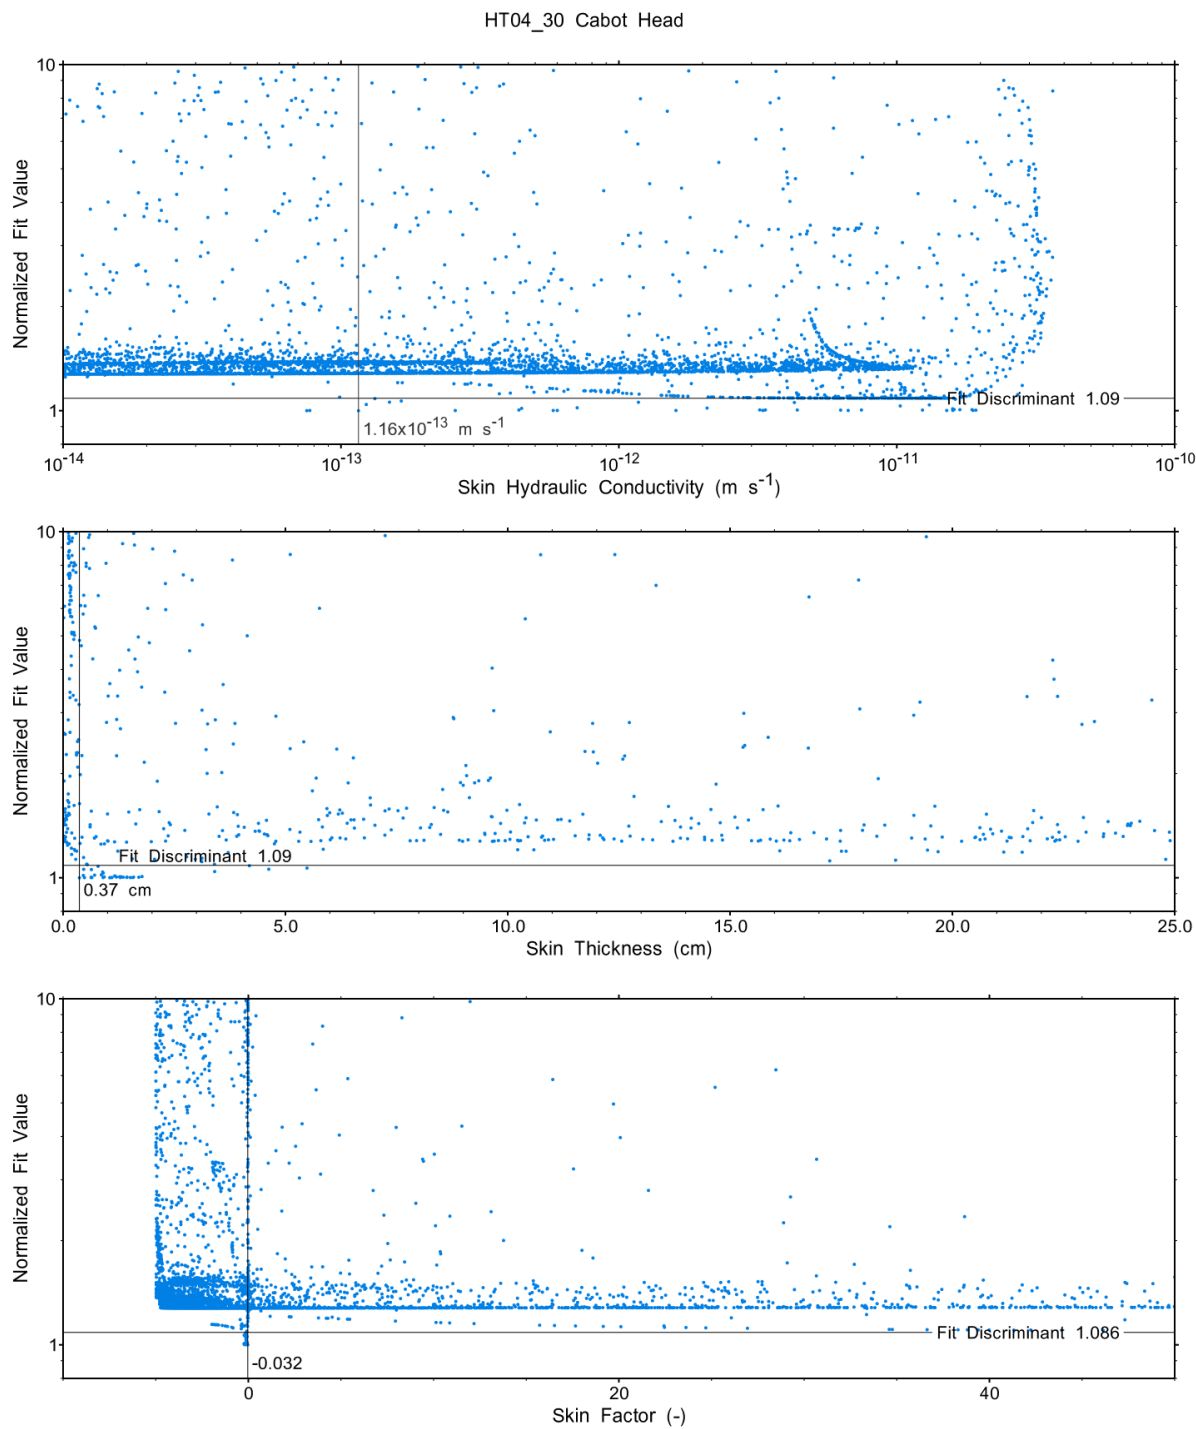 HT04_30 Cabot Head
10
Normalized Fit Value
Fit Discriminant 1.09
1
1.16x10⁻¹³ m s⁻¹
10⁻¹⁴ 10⁻¹³ 10⁻¹² 10⁻¹¹ 10⁻¹⁰
Skin Hydraulic Conductivity (m s⁻¹)
10
Normalized Fit Value
Fit Discriminant 1.09
1
0.37 cm
0.0 5.0 10.0 15.0 20.0 25.0
Skin Thickness (cm)
10
Normalized Fit Value
Fit Discriminant 1.086
1
-0.032
0 20 40
Skin Factor (-)